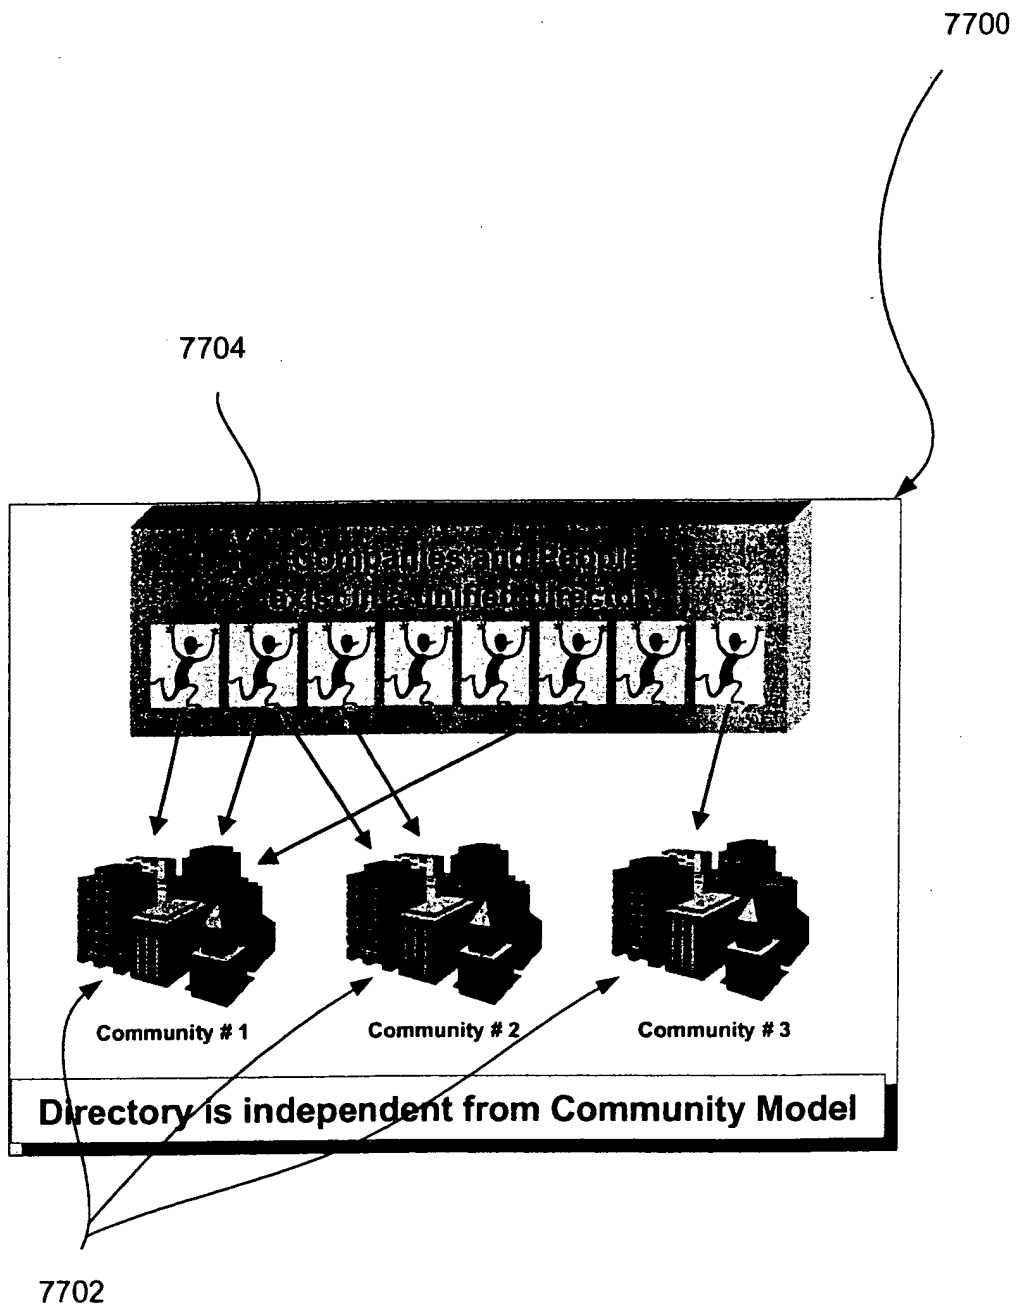 7700
7704
Companies and People
exist in a unified directory
Community # 1
Community # 2
Community # 3
Directory is independent from Community Model
7702